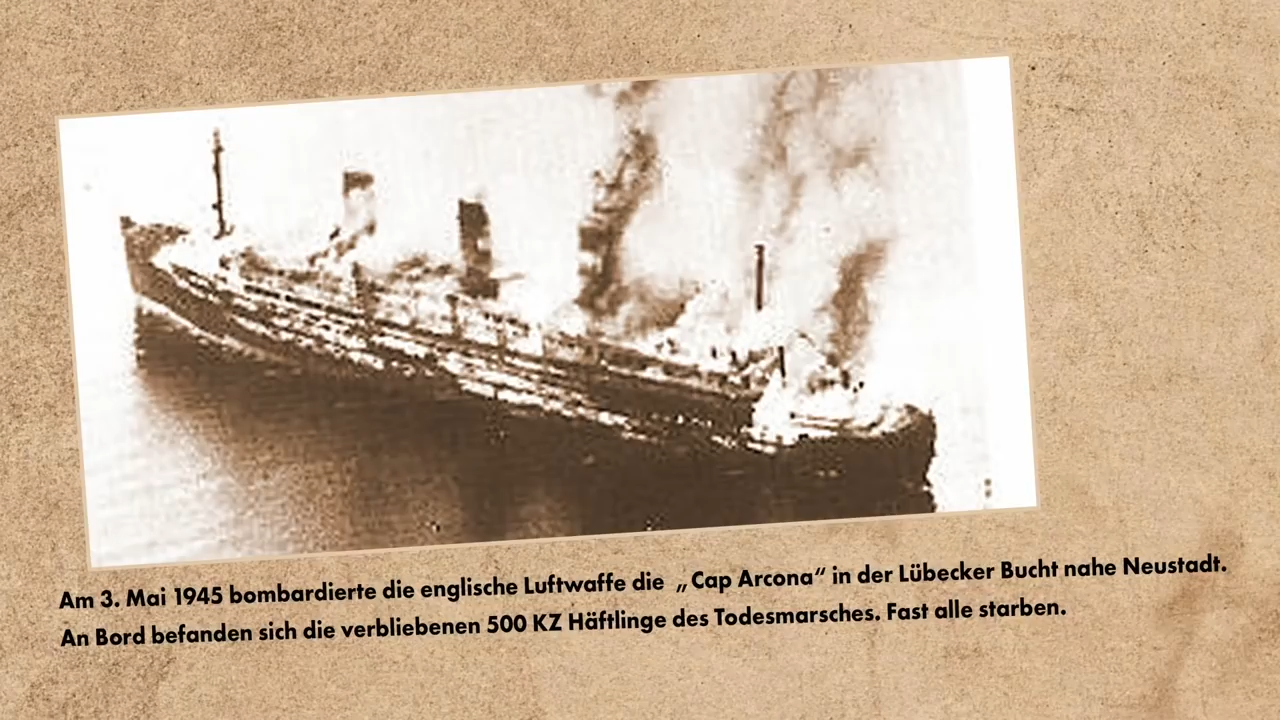 Am 3. Mai 1945 bombardierte die englische Luftwaffe die „Cap Arcona“ in der Lübecker Bucht nahe Neustadt.
An Bord befanden sich die verbliebenen 500 KZ Häftlinge des Todesmarsches. Fast alle starben.